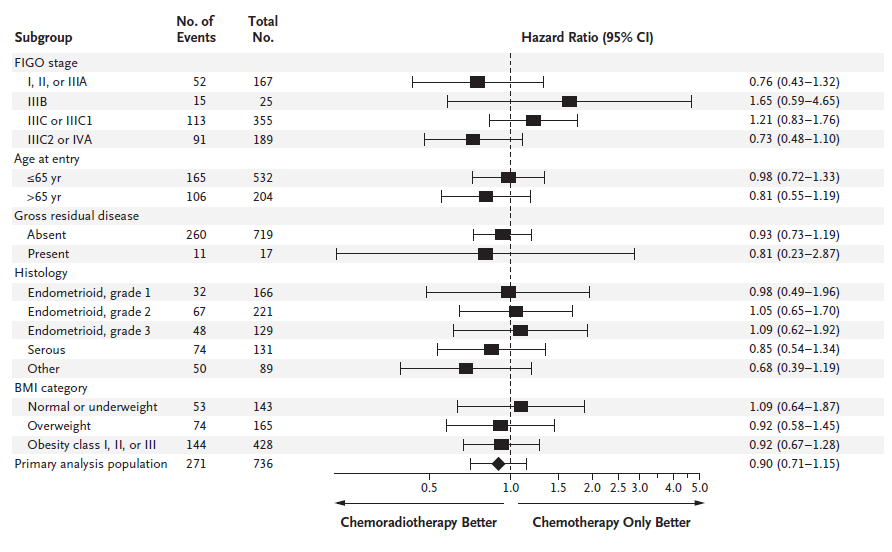 No. of Total
Subgroup Events No. Hazard Ratio (95% CI)
FIGO stage
I, II, or IIIA 52 167 0.76 (0.43–1.32)
IIIB 15 25 1.65 (0.59–4.65)
IIIC or IIIC1 113 355 1.21 (0.83–1.76)
IIIC2 or IVA 91 189 0.73 (0.48–1.10)
Age at entry
≤65 yr 165 532 0.98 (0.72–1.33)
>65 yr 106 204 0.81 (0.55–1.19)
Gross residual disease
Absent 260 719 0.93 (0.73–1.19)
Present 11 17 0.81 (0.23–2.87)
Histology
Endometrioid, grade 1 32 166 0.98 (0.49–1.96)
Endometrioid, grade 2 67 221 1.05 (0.65–1.70)
Endometrioid, grade 3 48 129 1.09 (0.62–1.92)
Serous 74 131 0.85 (0.54–1.34)
Other 50 89 0.68 (0.39–1.19)
BMI category
Normal or underweight 53 143 1.09 (0.64–1.87)
Overweight 74 165 0.92 (0.58–1.45)
Obesity class I, II, or III 144 428 0.92 (0.67–1.28)
Primary analysis population 271 736 0.90 (0.71–1.15)
0.5 1.0 1.5 2.0 2.5 3.0 4.0 5.0
Chemoradiotherapy Better Chemotherapy Only Better